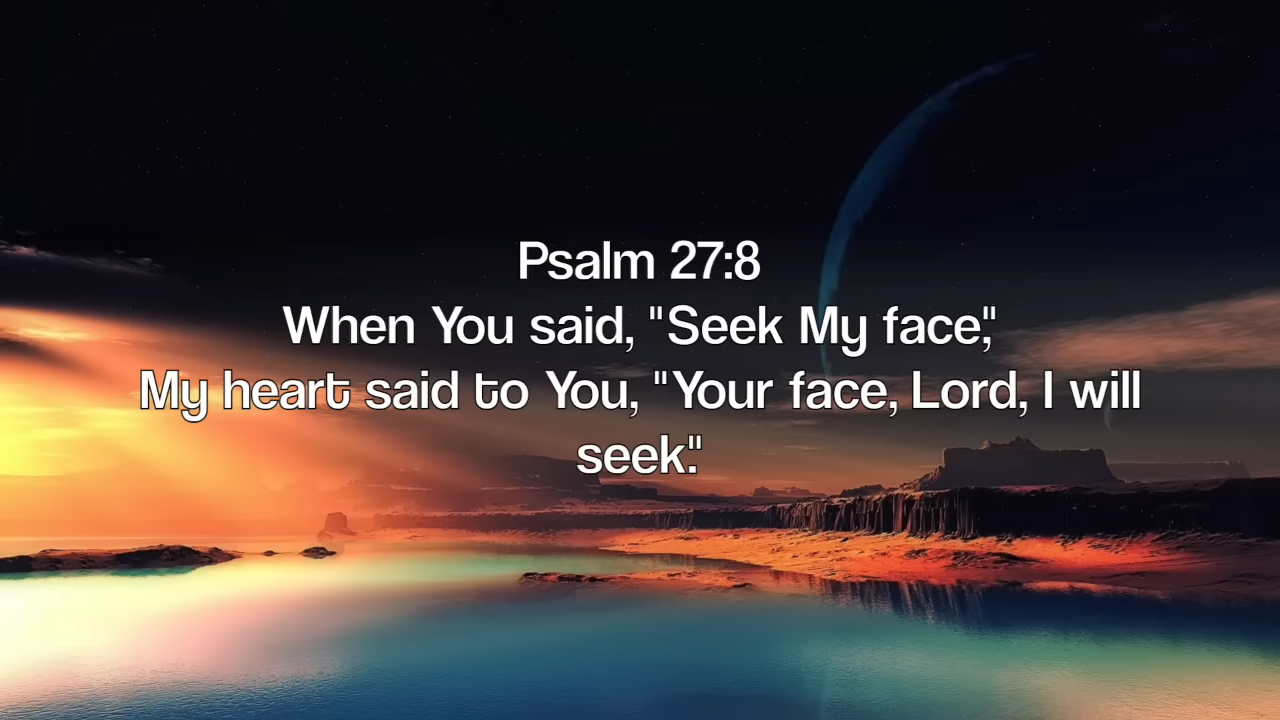 Psalm 27:8
When You said, "Seek My face,"
My heart said to You, "Your face, Lord, I will
seek."